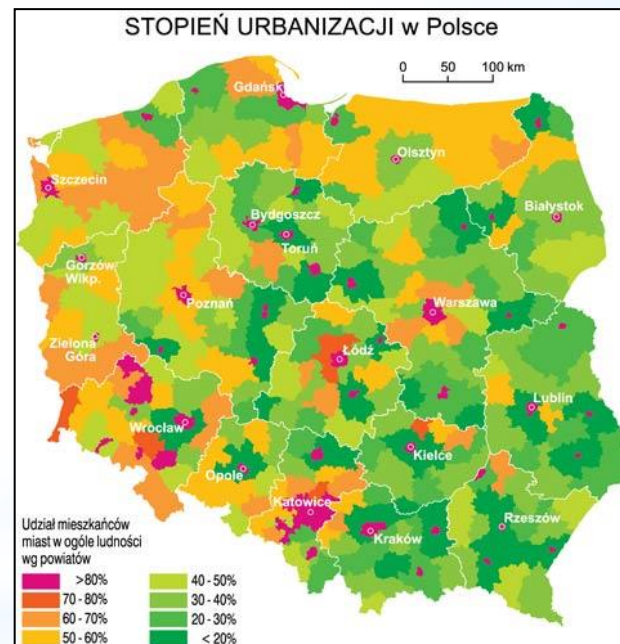 STOPIEŃ URBANIZACJI w Polsce
0 50 100 km
Gdańsk
Olsztyn
Szczecin
Białystok
Bydgoszcz
Toruń
Gorzów
Wlkp.
Poznań
Warszawa
Zielona
Góra
Łódź
Lublin
Wrocław
Kielce
Opole
Katowice
Rzeszów
Kraków
Udział mieszkańców
miast w ogóle ludności
wg powiatów
>80% 40 - 50%
70 - 80% 30 - 40%
60 - 70% 20 - 30%
50 - 60% < 20%